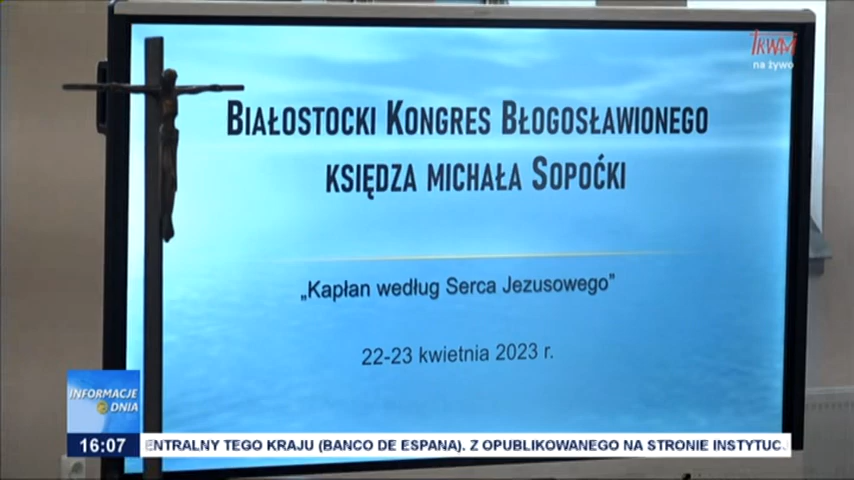 TRWAM
na żywo
BIAŁOSTOCKI KONGRES BŁOGOSŁAWIONEGO
KSIĘDZA MICHAŁA SOPOĆKI
„Kapłan według Serca Jezusowego”
22-23 kwietnia 2023 r.
INFORMACJE
DNIA
16:07 ENTRALNY TEGO KRAJU (BANCO DE ESPANA). Z OPUBLIKOWANEGO NA STRONIE INSTYTUC